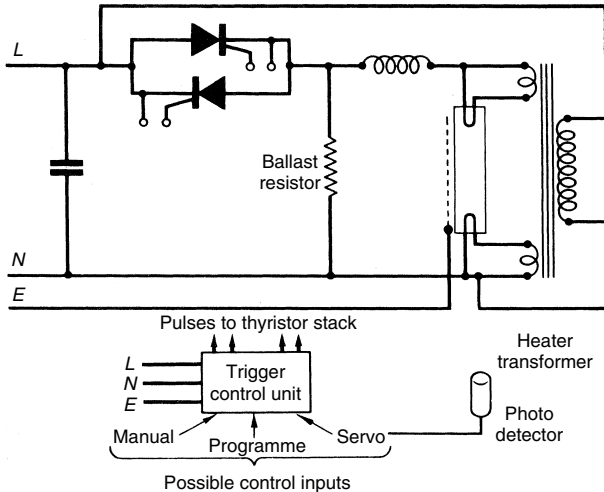 L
Ballast
resistor
N
E
Pulses to thyristor stack
Heater
transformer
L
N
E
Trigger
control unit
Photo
detector
Manual
Programme
Servo
Possible control inputs